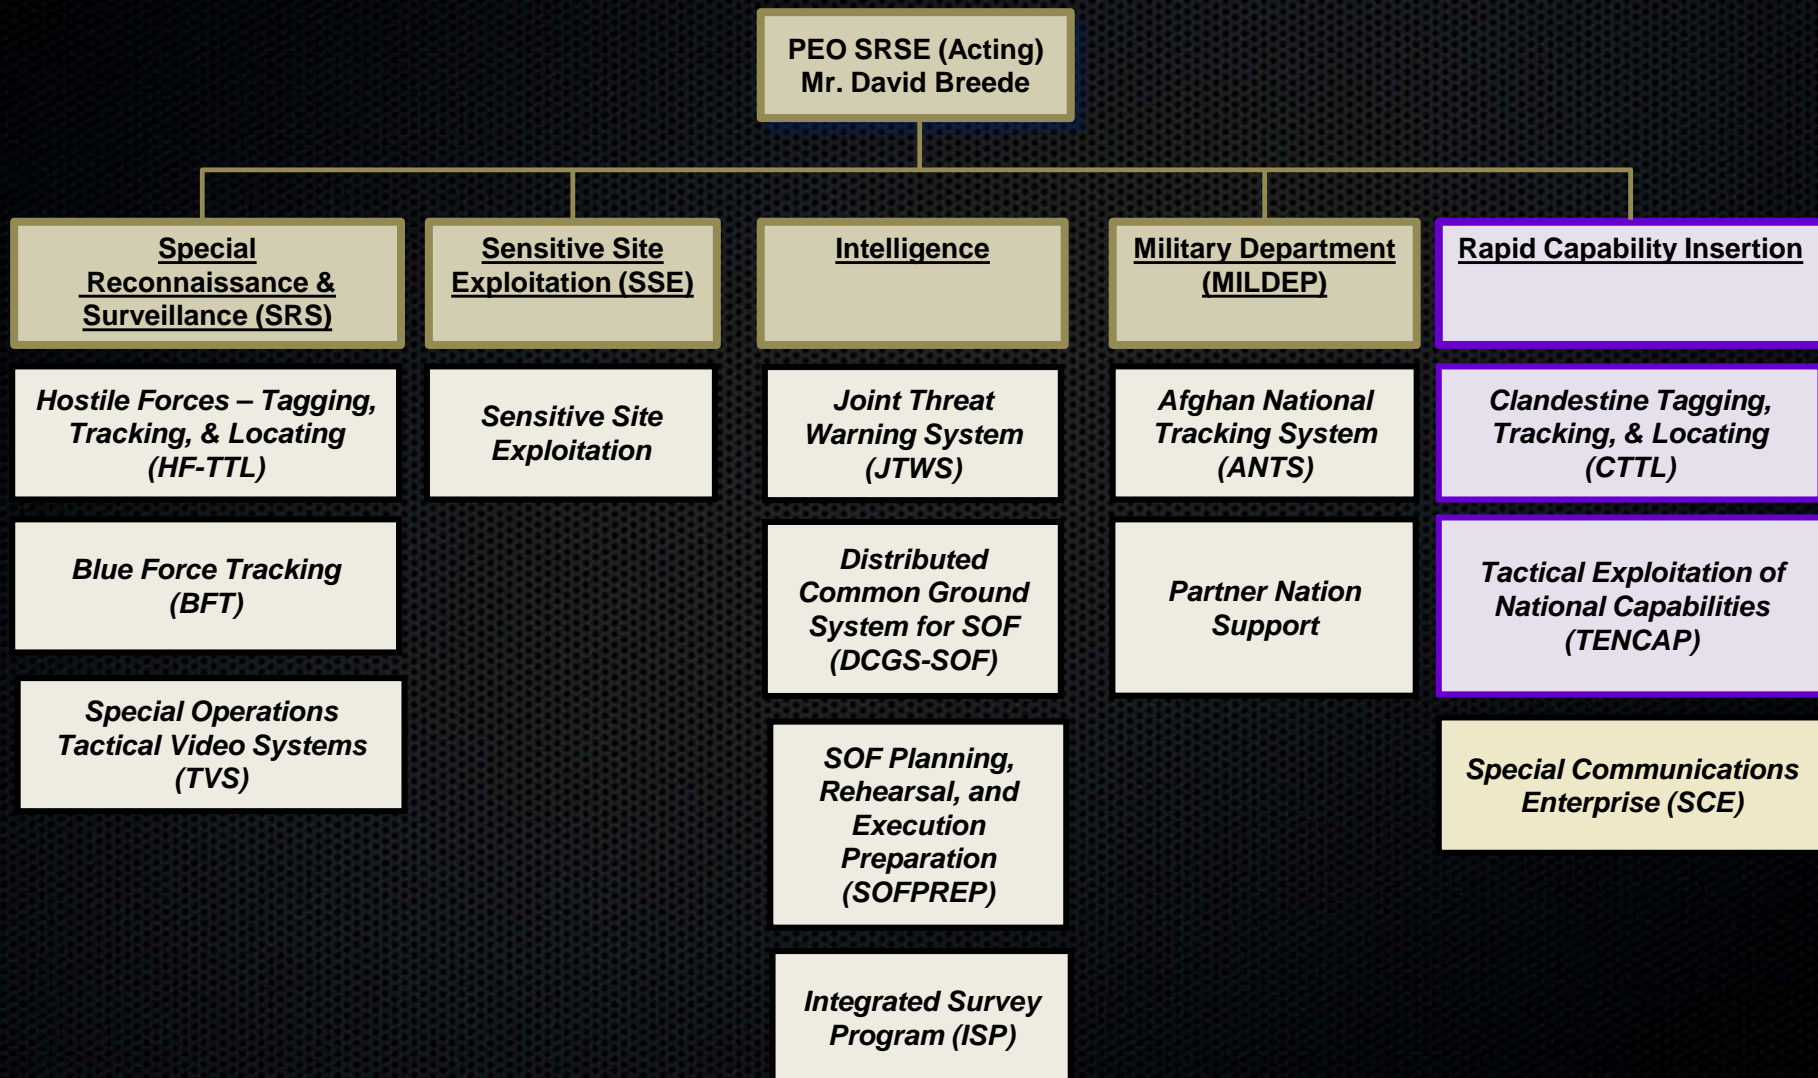 PEO SRSE (Acting)
Mr. David Breede
Special
Reconnaissance &
Surveillance (SRS)
Hostile Forces – Tagging,
Tracking, & Locating
(HF-TTL)
Blue Force Tracking
(BFT)
Special Operations
Tactical Video Systems
(TVS)
Sensitive Site
Exploitation (SSE)
Sensitive Site
Exploitation
Intelligence
Joint Threat
Warning System
(JTWS)
Distributed
Common Ground
System for SOF
(DCGS-SOF)
SOF Planning,
Rehearsal, and
Execution
Preparation
(SOFPREP)
Integrated Survey
Program (ISP)
Military Department
(MILDEP)
Afghan National
Tracking System
(ANTS)
Partner Nation
Support
Rapid Capability Insertion
Clandestine Tagging,
Tracking, & Locating
(CTTL)
Tactical Exploitation of
National Capabilities
(TENCAP)
Special Communications
Enterprise (SCE)